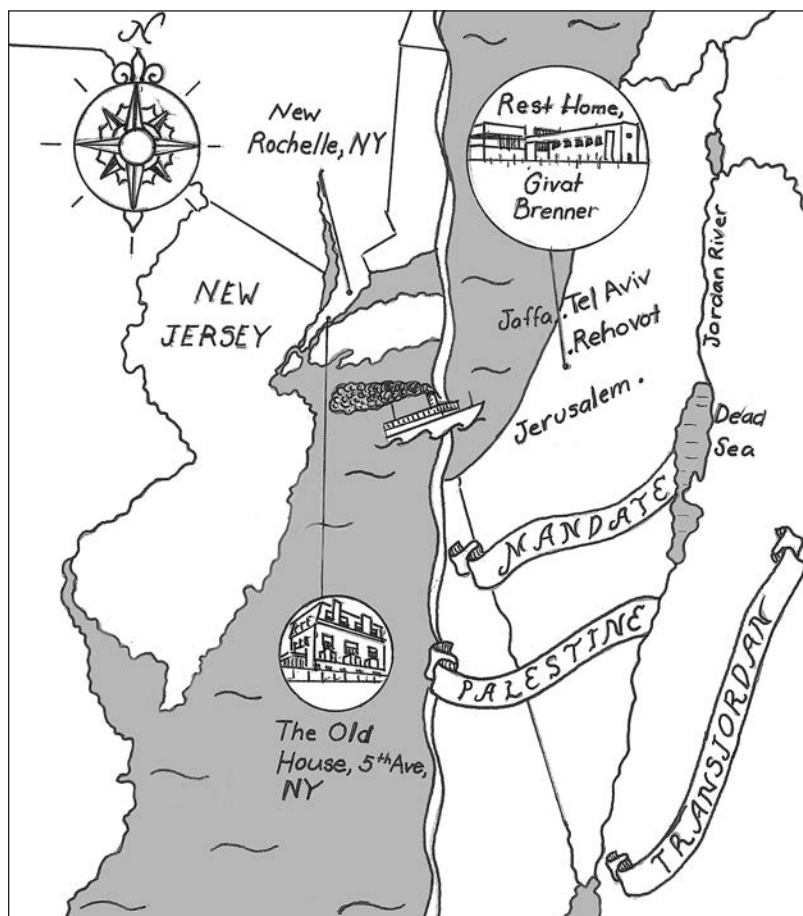 N
New
Rochelle, NY
NEW
JERSEY
The Old
House, 5th Ave,
NY
Rest Home,
Givat
Brenner
Jaffa
Tel Aviv
Rehovot
Jerusalem
Jordan River
Dead
Sea
MANDATE
PALESTINE
TRANSJORDAN